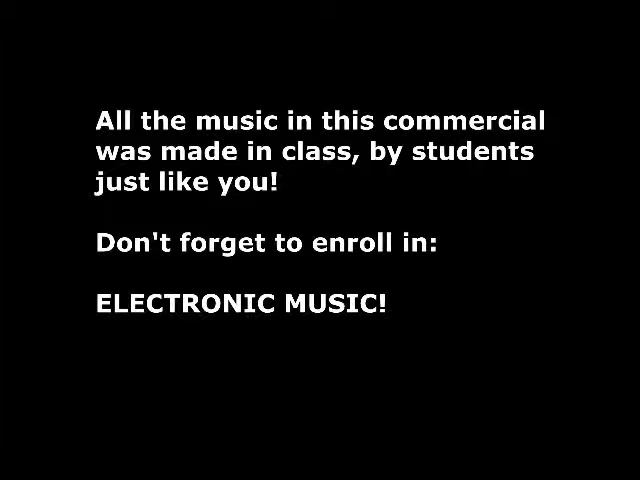 All the music in this commercial
was made in class, by students
just like you!
Don't forget to enroll in:
ELECTRONIC MUSIC!